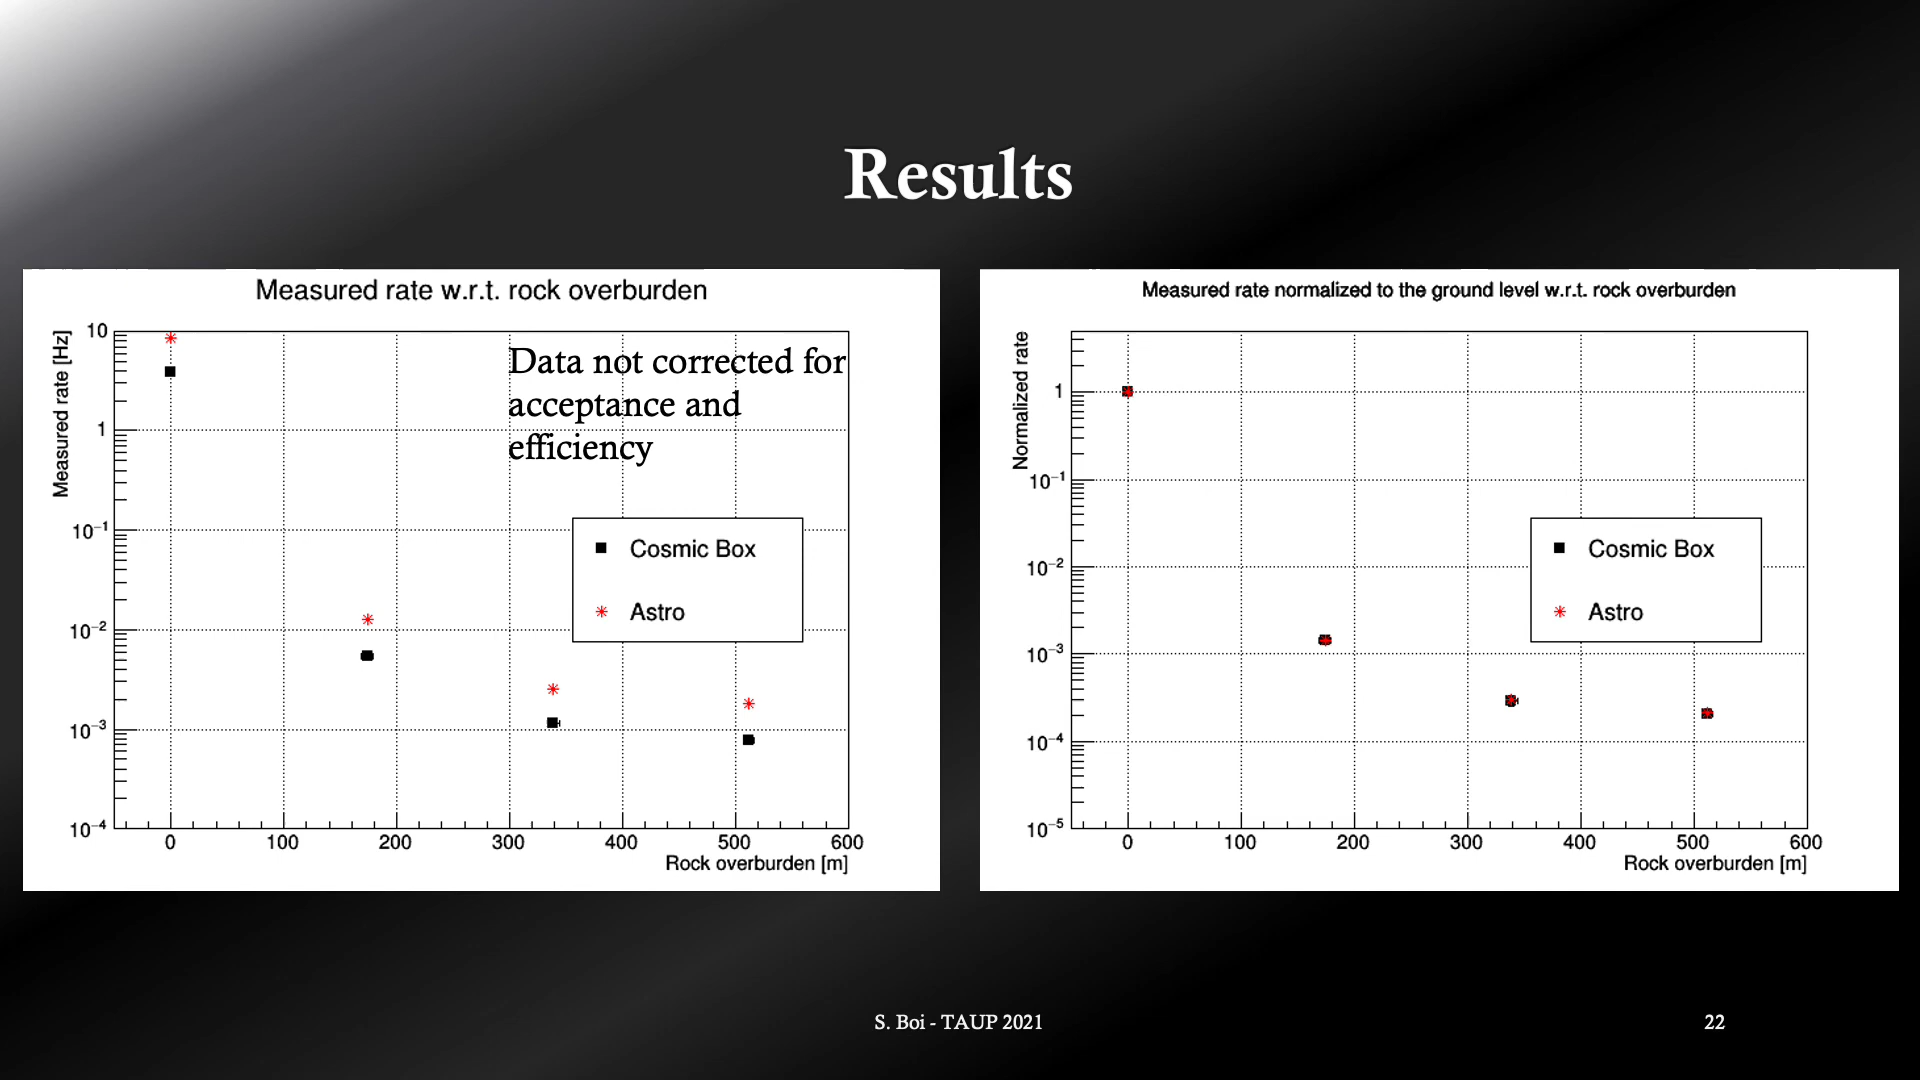 Results
Measured rate w.r.t. rock overburden
Measured rate [Hz]
10
1
10⁻¹
10⁻²
10⁻³
10⁻⁴
Data not corrected for
acceptance and
efficiency
Cosmic Box
Astro
0 100 200 300 400 500 600
Rock overburden [m]
Measured rate normalized to the ground level w.r.t. rock overburden
Normalized rate
1
10⁻¹
10⁻²
10⁻³
10⁻⁴
10⁻⁵
Cosmic Box
Astro
0 100 200 300 400 500 600
Rock overburden [m]
S. Boi - TAUP 2021
22